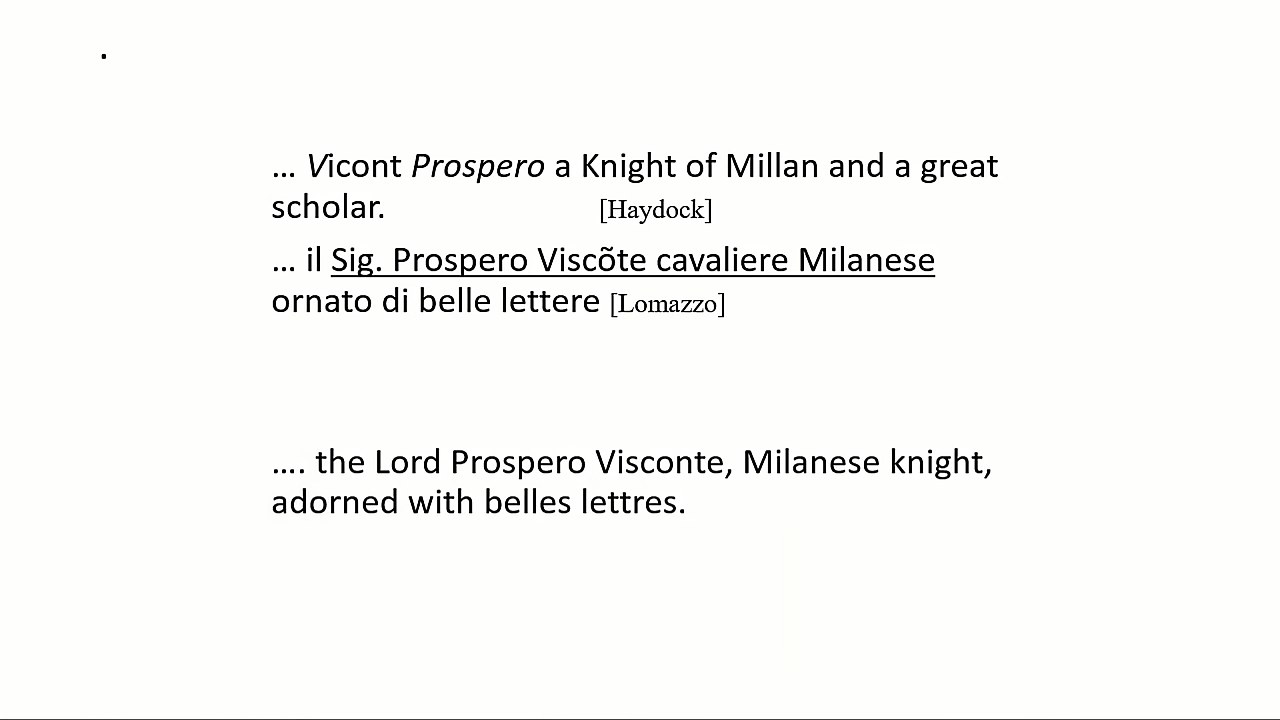 .
… Vicont Prospero a Knight of Millan and a great
scholar. [Haydock]
… il Sig. Prospero Viscõte cavaliere Milanese
ornato di belle lettere [Lomazzo]
…. the Lord Prospero Visconte, Milanese knight,
adorned with belles lettres.